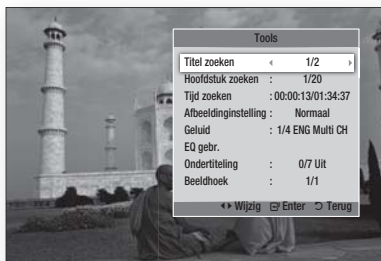 Tools
Titel zoeken ◂ 1/2 ▸
Hoofdstuk zoeken : 1/20
Tijd zoeken : 00:00:13/01:34:37
Afbeeldinginstelling : Normaal
Geluid : 1/4 ENG Multi CH
EQ gebr.
Ondertiteling : 0/7 Uit
Beeldhoek : 1/1
Wijzig Enter Terug